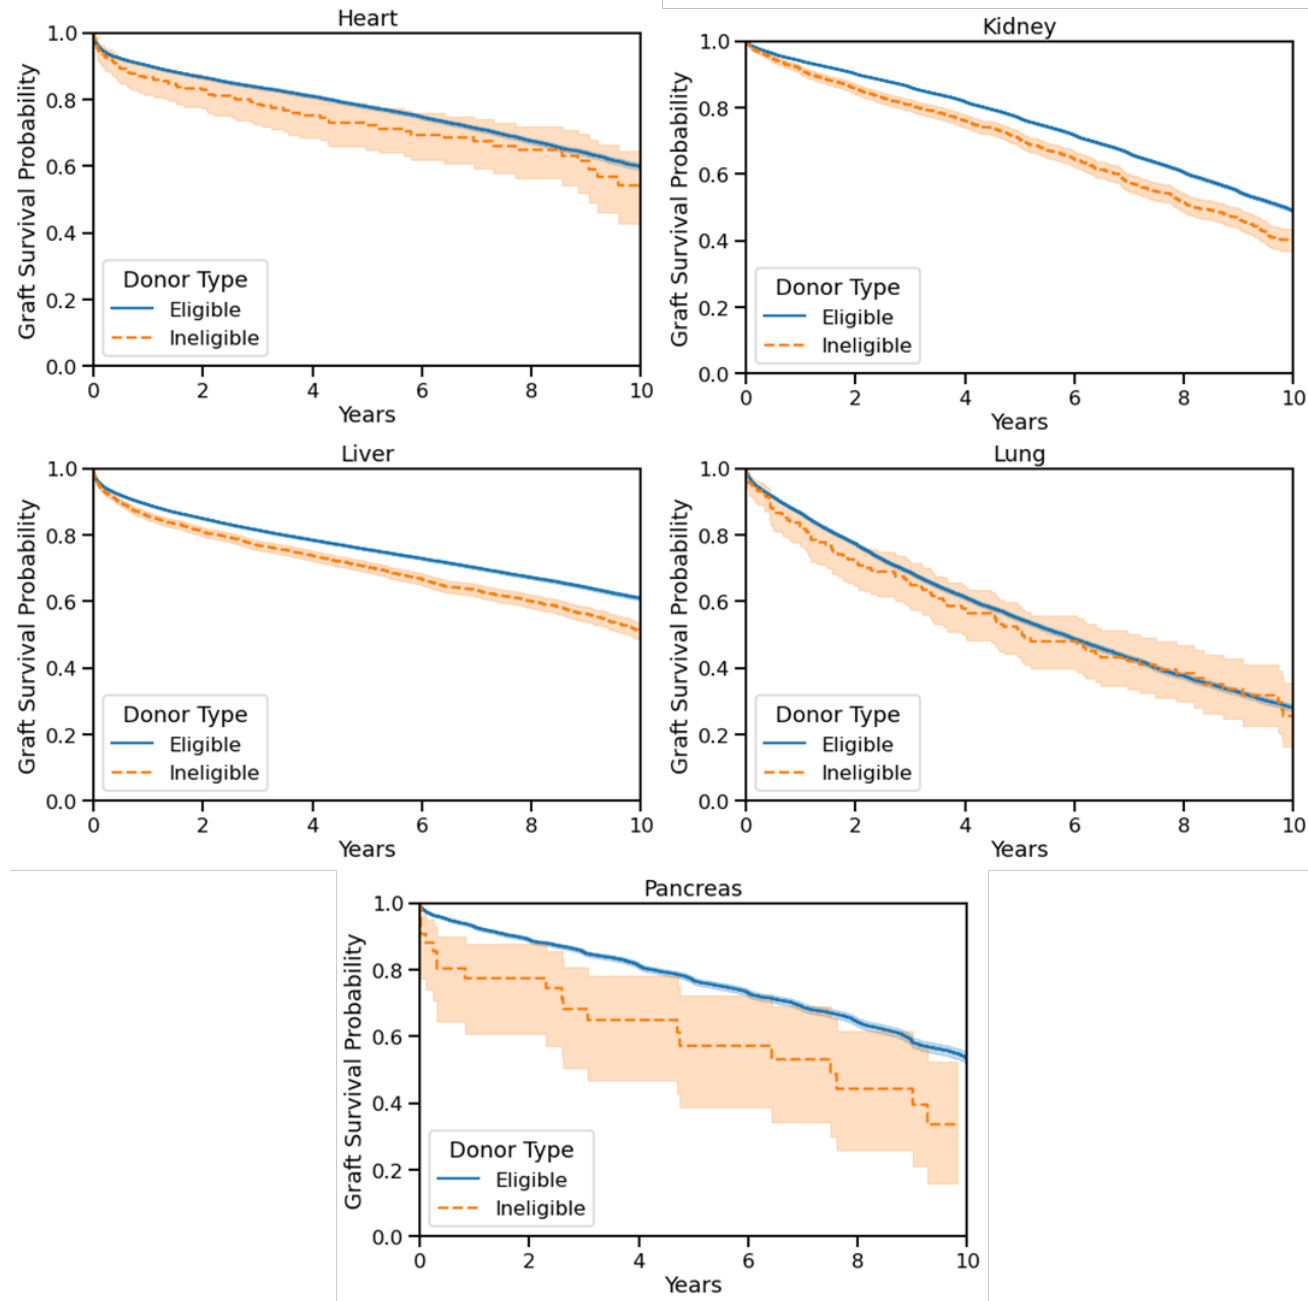 Heart
Graft Survival Probability
1.0
0.8
0.6
0.4
0.2
0.0
Donor Type
Eligible
Ineligible
0 2 4 6 8 10
Years
Kidney
Graft Survival Probability
1.0
0.8
0.6
0.4
0.2
0.0
Donor Type
Eligible
Ineligible
0 2 4 6 8 10
Years
Liver
Graft Survival Probability
1.0
0.8
0.6
0.4
0.2
0.0
Donor Type
Eligible
Ineligible
0 2 4 6 8 10
Years
Lung
Graft Survival Probability
1.0
0.8
0.6
0.4
0.2
0.0
Donor Type
Eligible
Ineligible
0 2 4 6 8 10
Years
Pancreas
Graft Survival Probability
1.0
0.8
0.6
0.4
0.2
0.0
Donor Type
Eligible
Ineligible
0 2 4 6 8 10
Years